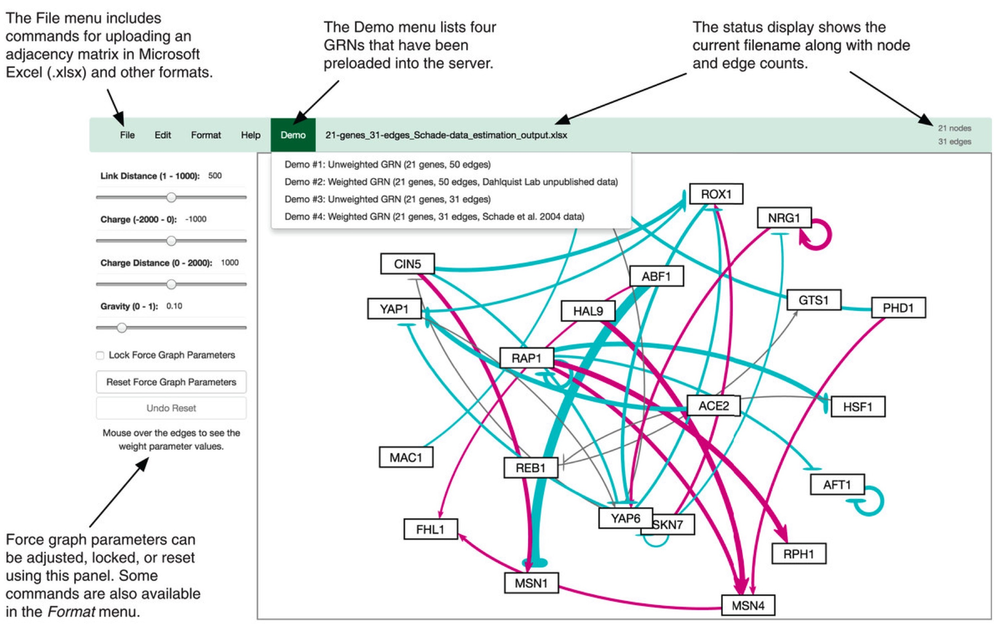 The File menu includes
commands for uploading an
adjacency matrix in Microsoft
Excel (.xlsx) and other formats.
The Demo menu lists four
GRNs that have been
preloaded into the server.
The status display shows the
current filename along with node
and edge counts.
File Edit Format Help Demo 21-genes_31-edges_Schade-data_estimation_output.xlsx
21 nodes
31 edges
Demo #1: Unweighted GRN (21 genes, 50 edges)
Demo #2: Weighted GRN (21 genes, 50 edges, Dahlquist Lab unpublished data)
Demo #3: Unweighted GRN (21 genes, 31 edges)
Demo #4: Weighted GRN (21 genes, 31 edges, Schade et al. 2004 data)
Link Distance (1 - 1000): 500
Charge (-2000 - 0): -1000
Charge Distance (0 - 2000): 1000
Gravity (0 - 1): 0.10
Lock Force Graph Parameters
Reset Force Graph Parameters
Undo Reset
Mouse over the edges to see the
weight parameter values.
Force graph parameters can
be adjusted, locked, or reset
using this panel. Some
commands are also available
in the Format menu.
ROX1
NRG1
CIN5
ABF1
GTS1
PHD1
YAP1
HAL9
RAP1
ACE2
HSF1
MAC1
REB1
AFT1
YAP6
SKN7
FHL1
RPH1
MSN1
MSN4